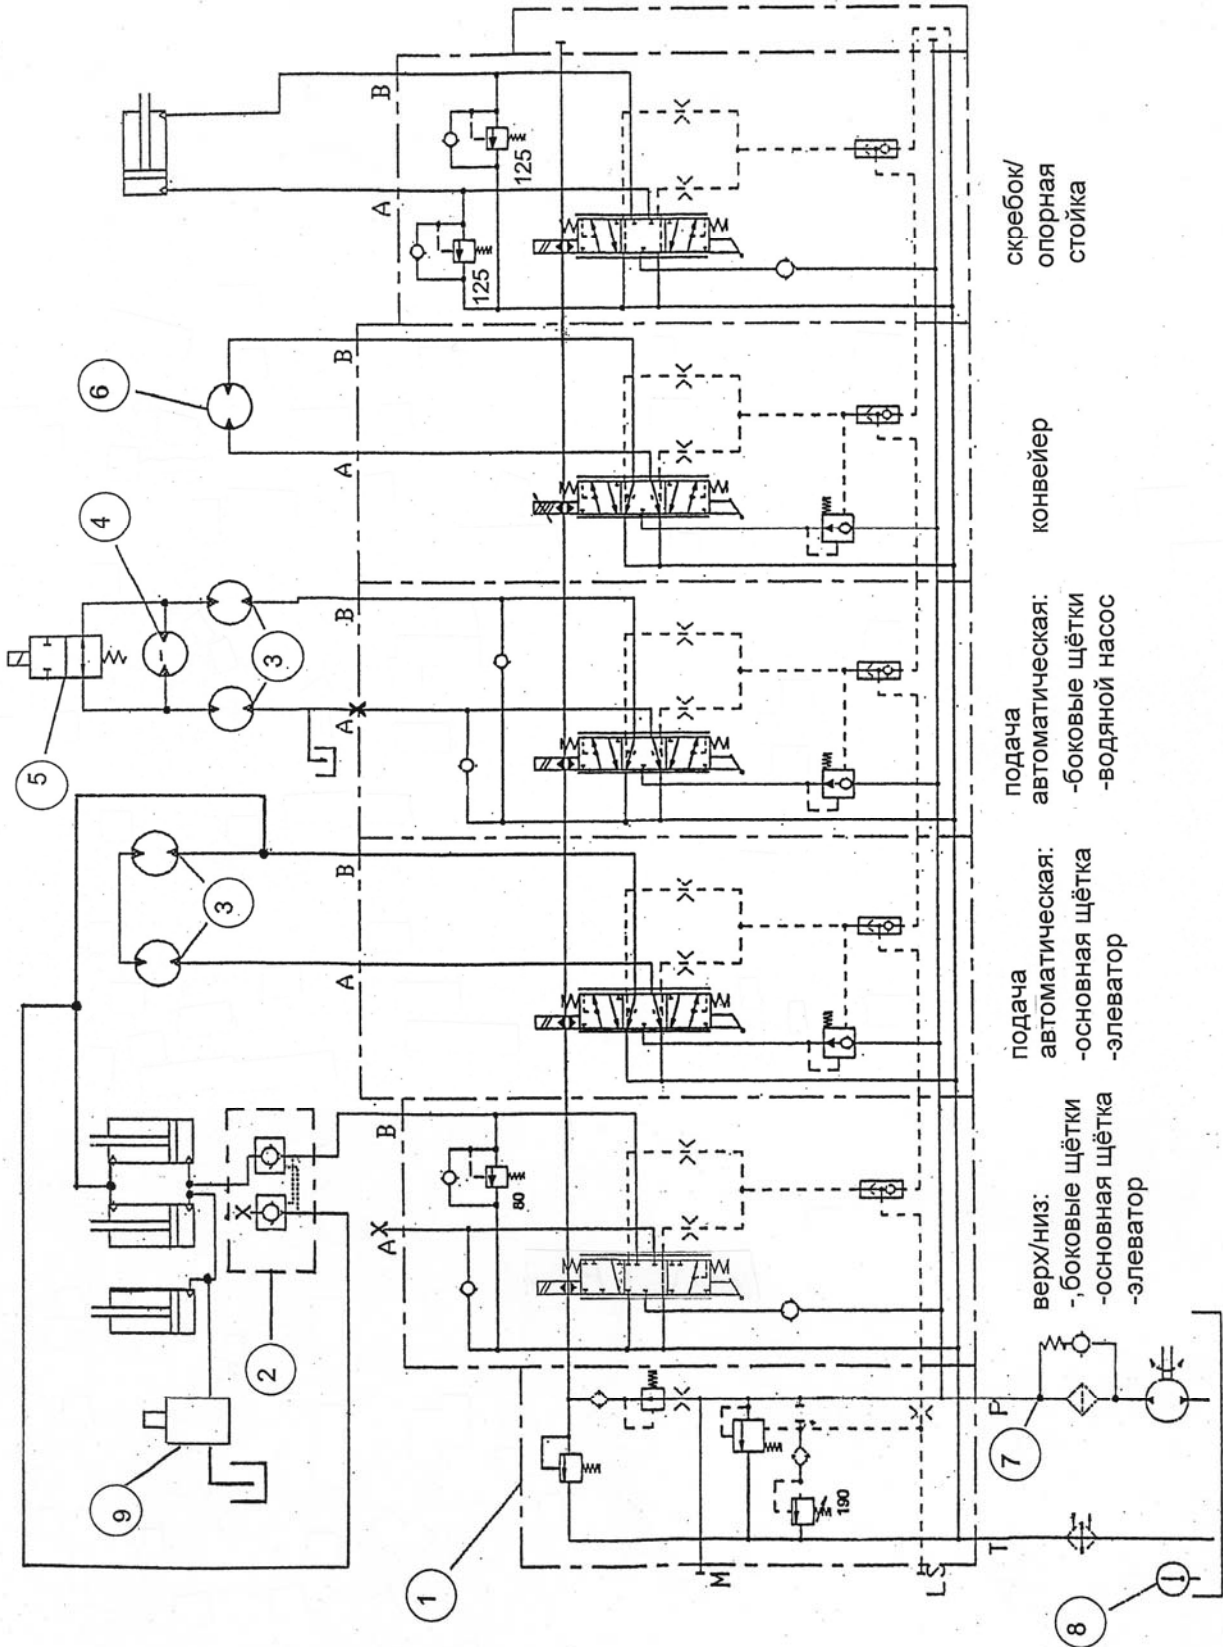 B
A
125
125
скребок/
опорная
стойка
6
B
A
конвейер
4
5
3
B
A
подача
автоматическая:
-боковые щётки
-водяной насос
3
B
A
подача
автоматическая:
-основная щётка
-элеватор
2
9
B
A
80
верх/низ:
-,боковые щётки
-основная щётка
-элеватор
1
190
M
LS
P
T
7
8